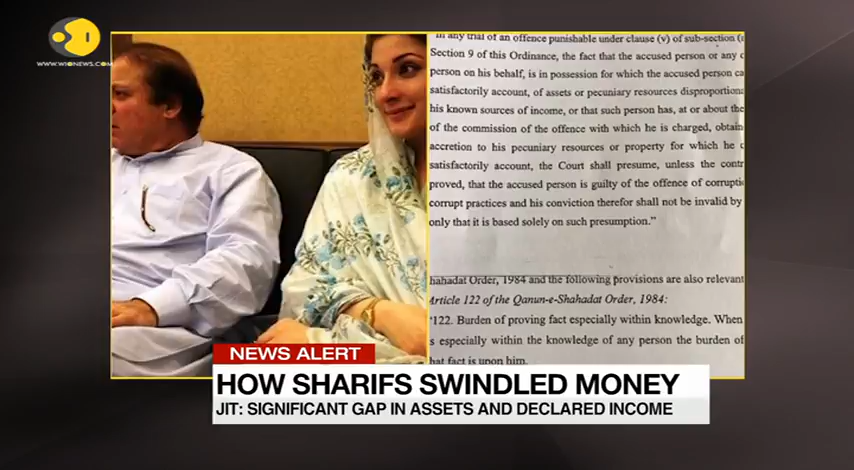 WWW.WIONEWS.COM
In any trial of an offence punishable under clause (v) of sub-section
Section 9 of this Ordinance, the fact that the accused person or any
person on his behalf, is in possession for which the accused person
satisfactorily account, of assets or pecuniary resources
his known sources of income, or that such person has, at or about the
of the commission of the offence with which he is charged,
accretion to his pecuniary resources or property for which he
satisfactorily account, the Court shall presume, unless the
proved, that the accused person is guilty of the offence of
corrupt practices and his conviction therefor shall not be invalid by
only that it is based solely on such presumption."
Order, 1984 and the following provisions are also relevant
Article 122 of the Qanun-e-Shahadat Order, 1984:
'122. Burden of proving fact especially within knowledge. When
s especially within the knowledge of any person the burden of
fact is upon him.
NEWS ALERT
HOW SHARIFS SWINDLED MONEY
JIT: SIGNIFICANT GAP IN ASSETS AND DECLARED INCOME